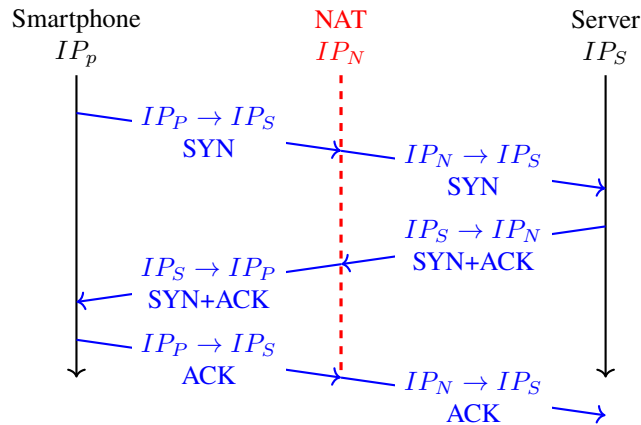 Smartphone NAT Server
IP_p IP_N IP_S
IP_P → IP_S
SYN
IP_N → IP_S
SYN
IP_S → IP_N
SYN+ACK
IP_S → IP_P
SYN+ACK
IP_P → IP_S
ACK
IP_N → IP_S
ACK